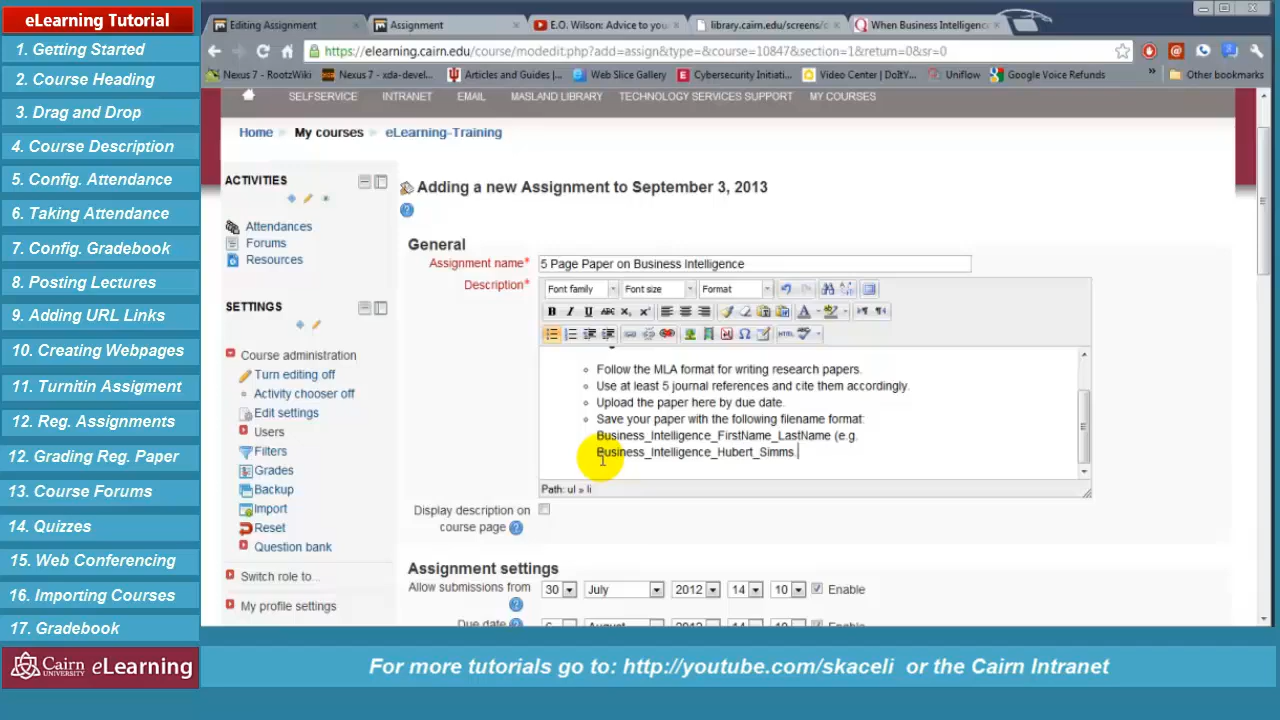 eLearning Tutorial
1. Getting Started
2. Course Heading
3. Drag and Drop
4. Course Description
5. Config. Attendance
6. Taking Attendance
7. Config. Gradebook
8. Posting Lectures
9. Adding URL Links
10. Creating Webpages
11. Turnitin Assigment
12. Reg. Assignments
12. Grading Reg. Paper
13. Course Forums
14. Quizzes
15. Web Conferencing
16. Importing Courses
17. Gradebook
Cairn UNIVERSITY eLearning
Editing Assignment
Assignment
E.O. Wilson: Advice to you
library.cairn.edu/screens/
When Business Intelligence
https://elearning.cairn.edu/course/modedit.php?add=assign&type=&course=10847&section=1&return=0&sr=0
Nexus 7 - RootzWiki
Nexus 7 - xda-devel...
Articles and Guides |...
Web Slice Gallery
Cybersecurity Initiati...
Video Center | DoItY...
Uniflow
Google Voice Refunds
»
Other bookmarks
SELFSERVICE INTRANET EMAIL MASLAND LIBRARY TECHNOLOGY SERVICES SUPPORT MY COURSES
Home My courses eLearning-Training
ACTIVITIES
Attendances
Forums
Resources
SETTINGS
Course administration
Turn editing off
Activity chooser off
Edit settings
Users
Filters
Grades
Backup
Import
Reset
Question bank
Switch role to...
My profile settings
Adding a new Assignment to September 3, 2013
General
Assignment name* 5 Page Paper on Business Intelligence
Description*
Font family Font size Format
B I U ABC
HTML
Follow the MLA format for writing research papers.
Use at least 5 journal references and cite them accordingly.
Upload the paper here by due date.
Save your paper with the following filename format:
Business_Intelligence_FirstName_LastName (e.g.
Business_Intelligence_Hubert_Simms.
Path: ul » li
Display description on
course page
Assignment settings
Allow submissions from 30 July 2012 14 10 Enable
Due date 6 August 2012 14 10 Enable
For more tutorials go to: http://youtube.com/skaceli or the Cairn Intranet